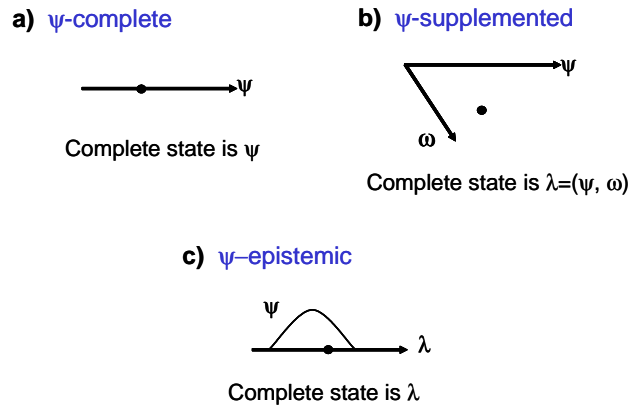 a) ψ-complete
ψ
Complete state is ψ
b) ψ-supplemented
ψ
ω
Complete state is λ=(ψ, ω)
c) ψ–epistemic
ψ
λ
Complete state is λ